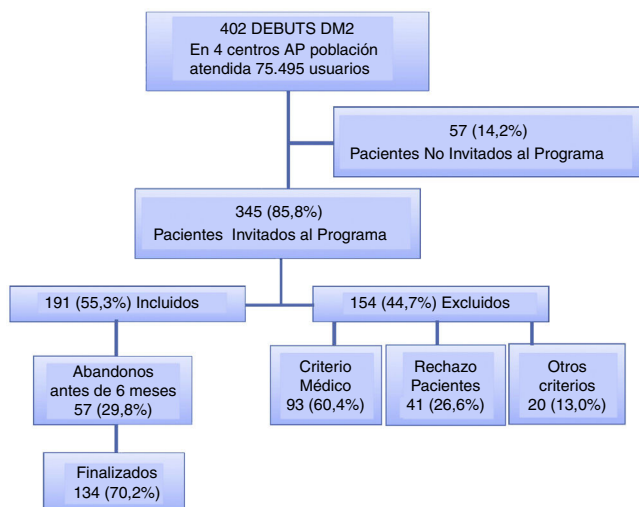 402 DEBUTS DM2
En 4 centros AP población
atendida 75.495 usuarios
57 (14,2%)
Pacientes No Invitados al Programa
345 (85,8%)
Pacientes Invitados al Programa
191 (55,3%) Incluidos
154 (44,7%) Excluidos
Abandonos
antes de 6 meses
57 (29,8%)
Criterio
Médico
93 (60,4%)
Rechazo
Pacientes
41 (26,6%)
Otros
criterios
20 (13,0%)
Finalizados
134 (70,2%)